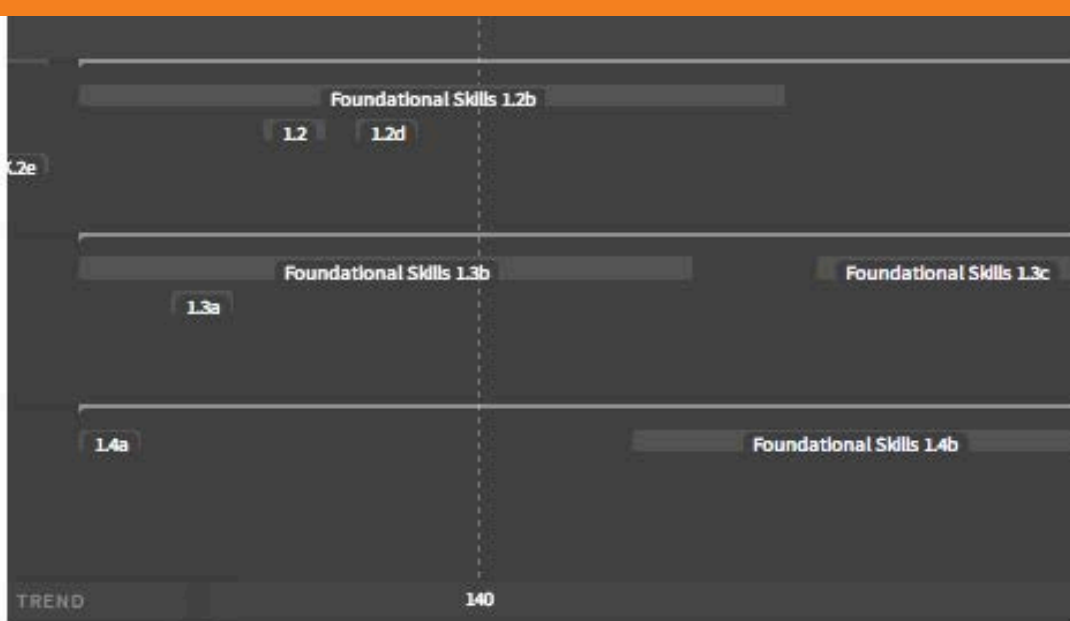 Foundational Skills 1.2b
1.2 1.2d
.2e
Foundational Skills 1.3b Foundational Skills 1.3c
1.3a
1.4a Foundational Skills 1.4b
TREND 140